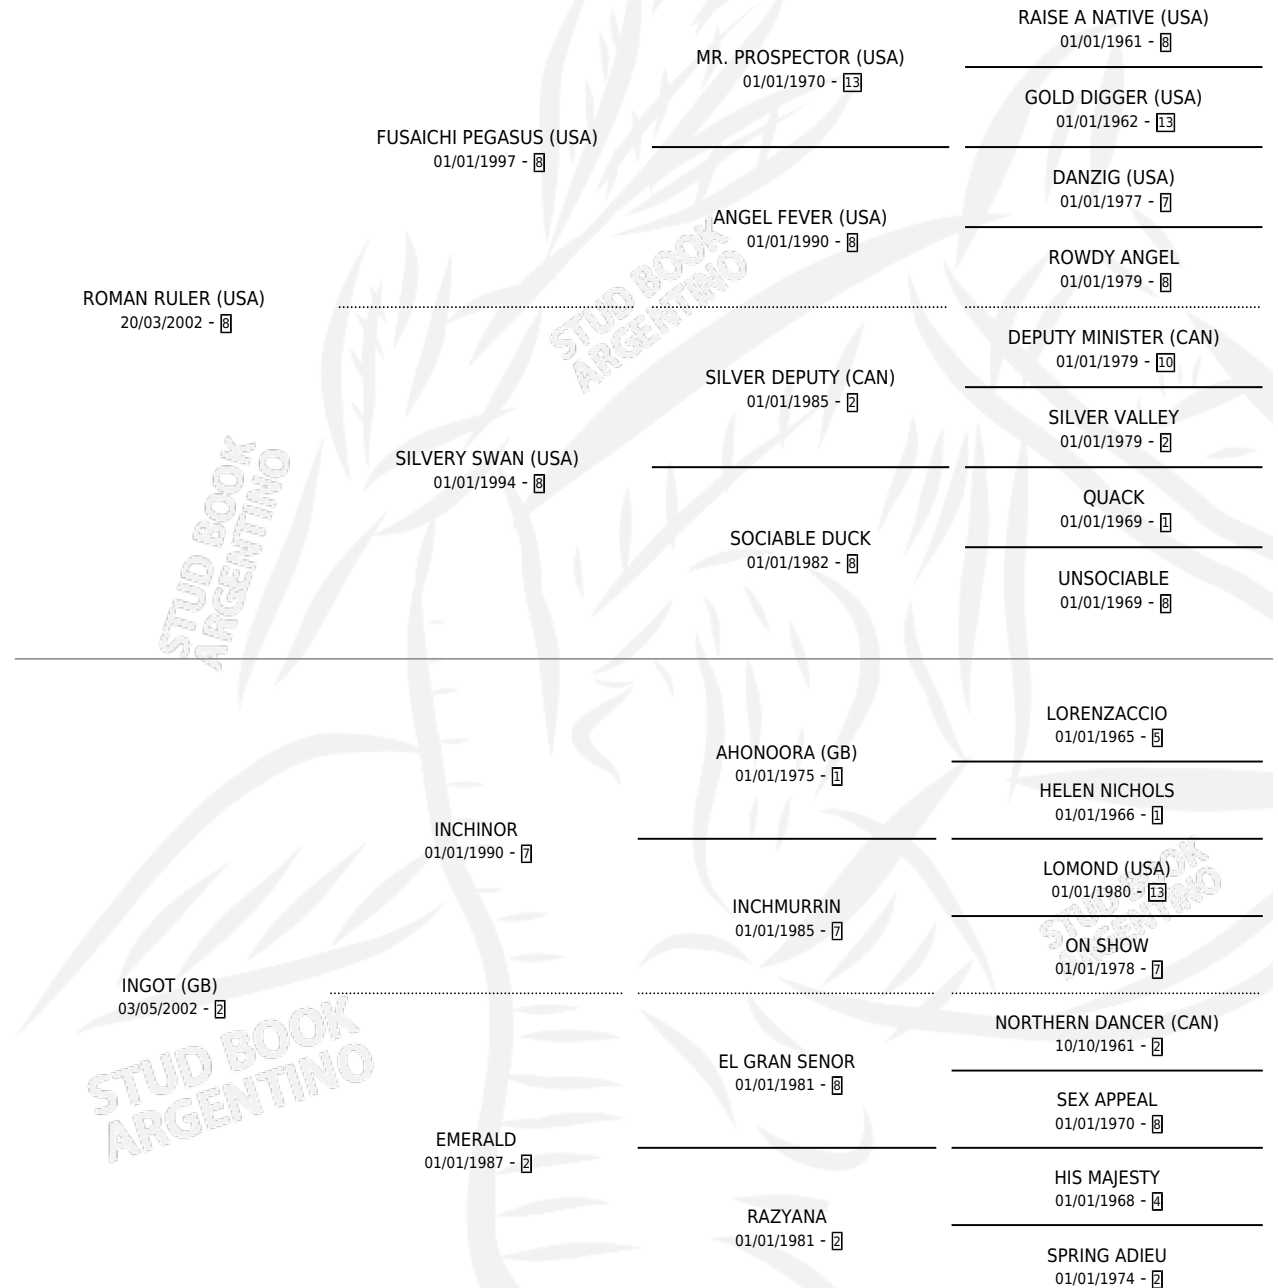 RAISE A NATIVE (USA)
01/01/1961 - 8
MR. PROSPECTOR (USA)
01/01/1970 - 13
GOLD DIGGER (USA)
01/01/1962 - 13
FUSAICHI PEGASUS (USA)
01/01/1997 - 8
DANZIG (USA)
01/01/1977 - 7
ANGEL FEVER (USA)
01/01/1990 - 8
ROWDY ANGEL
01/01/1979 - 8
ROMAN RULER (USA)
20/03/2002 - 8
DEPUTY MINISTER (CAN)
01/01/1979 - 10
SILVER DEPUTY (CAN)
01/01/1985 - 2
SILVER VALLEY
01/01/1979 - 2
SILVERY SWAN (USA)
01/01/1994 - 8
QUACK
01/01/1969 - 1
SOCIABLE DUCK
01/01/1982 - 8
UNSOCIABLE
01/01/1969 - 8
LORENZACCIO
01/01/1965 - 5
AHONOORA (GB)
01/01/1975 - 1
HELEN NICHOLS
01/01/1966 - 1
INCHINOR
01/01/1990 - 7
LOMOND (USA)
01/01/1980 - 13
INCHMURRIN
01/01/1985 - 7
ON SHOW
01/01/1978 - 7
INGOT (GB)
03/05/2002 - 2
NORTHERN DANCER (CAN)
10/10/1961 - 2
EL GRAN SENOR
01/01/1981 - 8
SEX APPEAL
01/01/1970 - 8
EMERALD
01/01/1987 - 2
HIS MAJESTY
01/01/1968 - 4
RAZYANA
01/01/1981 - 2
SPRING ADIEU
01/01/1974 - 2
STUD BOOK
ARGENTINO
STUD BOOK
ARGENTINO
STUD BOOK
ARGENTINO
STUD BOOK
ARGENTINO